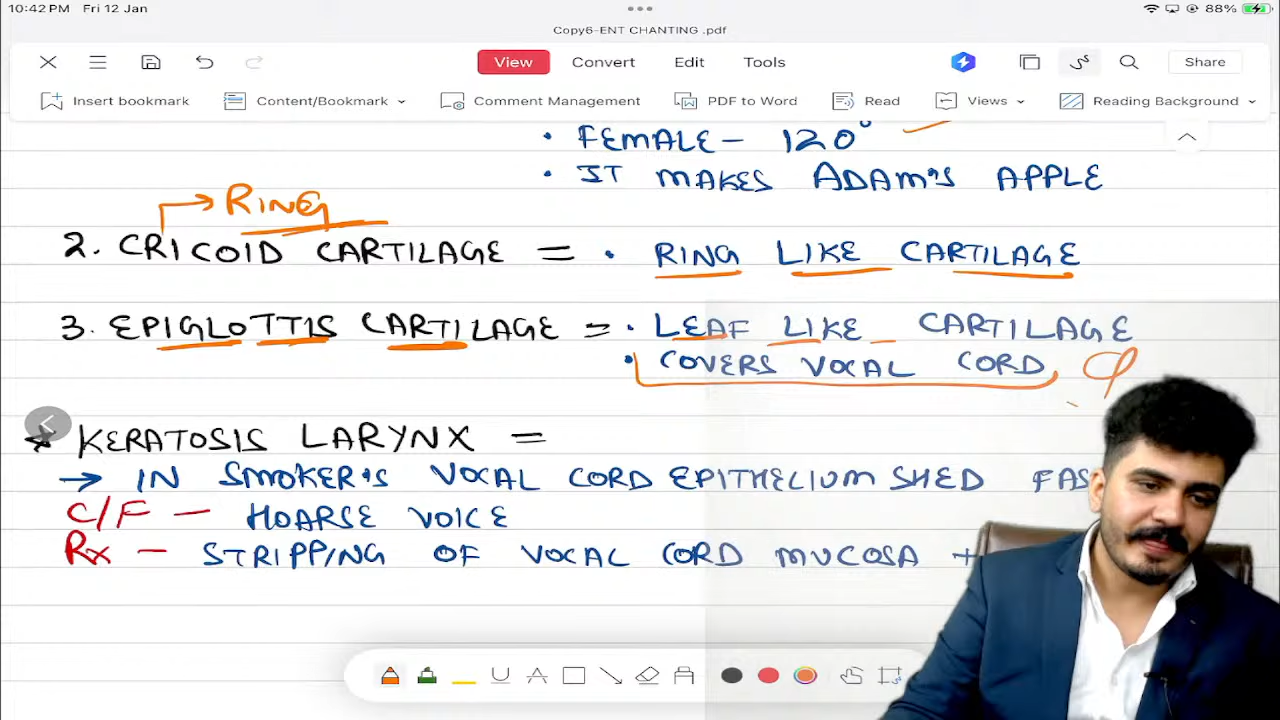 10:42 PM Fri 12 Jan
88%
Copy6-ENT CHANTING .pdf
View Convert Edit Tools
Share
Insert bookmark Content/Bookmark Comment Management PDF to Word Read Views Reading Background
• FEMALE - 120°
• IT MAKES ADAM'S APPLE
→ RING
2. CRICOID CARTILAGE = • RING LIKE CARTILAGE
3. EPIGLOTTIS CARTILAGE = • LEAF LIKE CARTILAGE
• COVERS VOCAL CORD
* KERATOSIS LARYNX =
→ IN SMOKER'S VOCAL CORD EPITHELIUM SHED FAS
C/F - HOARSE VOICE
Rx - STRIPPING OF VOCAL CORD MUCOSA +